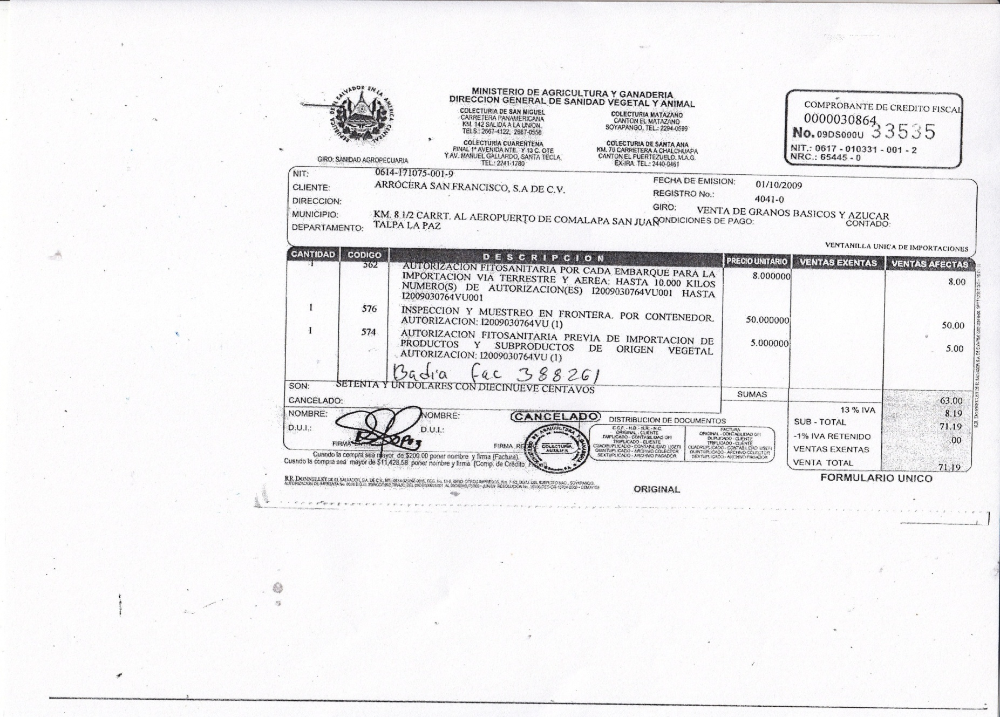 REPUBLICA DE EL SALVADOR EN LA AMERICA CENTRAL
GIRO: SANIDAD AGROPECUARIA
MINISTERIO DE AGRICULTURA Y GANADERIA
DIRECCION GENERAL DE SANIDAD VEGETAL Y ANIMAL
COLECTURIA DE SAN MIGUEL
CARRETERA PANAMERICANA
KM. 142 SALIDA A LA UNION.
TELS.: 2667-4122, 2667-0558
COLECTURIA MATAZANO
CANTON EL MATAZANO
SOYAPANGO, TEL.: 2294-0599
COLECTURIA CUARENTENA
FINAL 1ª AVENIDA NTE. Y 13 C. OTE
Y AV. MANUEL GALLARDO, SANTA TECLA,
TEL.: 2241-1780
COLECTURIA DE SANTA ANA
KM. 70 CARRETERA A CHALCHUAPA
CANTON EL PUERTEZUELO, M.A.G.
EX-IRA. TEL.: 2440-0461
COMPROBANTE DE CREDITO FISCAL
0000030864
No. 09DS000U 33535
NIT.: 0617 - 010331 - 001 - 2
NRC.: 65445 - 0
NIT: 0614-171075-001-9
CLIENTE: ARROCERA SAN FRANCISCO, S.A DE C.V.
DIRECCION:
MUNICIPIO: KM. 8 1/2 CARRT. AL AEROPUERTO DE COMALAPA SAN JUAN
DEPARTAMENTO: TALPA LA PAZ
FECHA DE EMISION: 01/10/2009
REGISTRO No.: 4041-0
GIRO: VENTA DE GRANOS BASICOS Y AZUCAR
CONDICIONES DE PAGO: CONTADO:
VENTANILLA UNICA DE IMPORTACIONES
CANTIDAD CODIGO DESCRIPCION PRECIO UNITARIO VENTAS EXENTAS VENTAS AFECTAS
1 562 AUTORIZACION FITOSANITARIA POR CADA EMBARQUE PARA LA 8.000000 8.00
IMPORTACION VIA TERRESTRE Y AEREA: HASTA 10.000 KILOS
NUMERO(S) DE AUTORIZACION(ES) I2009030764VU001 HASTA
I2009030764VU001
1 576 INSPECCION Y MUESTREO EN FRONTERA. POR CONTENEDOR. 50.000000 50.00
AUTORIZACION: I2009030764VU (1)
1 574 AUTORIZACION FITOSANITARIA PREVIA DE IMPORTACION DE 5.000000 5.00
PRODUCTOS Y SUBPRODUCTOS DE ORIGEN VEGETAL
AUTORIZACION: I2009030764VU (1)
Badia fac 388261
SON: SETENTA Y UN DOLARES CON DIECINUEVE CENTAVOS
CANCELADO:
NOMBRE: NOMBRE:
D.U.I.: D.U.I.:
CANCELADO
COLECTURIA
AUXILIAR
Cuando la compra sea mayor de $200.00 poner nombre y firma (Factura).
Cuando la compra sea mayor de $11,428.58 poner nombre y firma (Comp. de Crédito
DISTRIBUCION DE DOCUMENTOS
C.C.F. - N.D. - N.R. - N.C.
ORIGINAL - CLIENTE
DUPLICADO - CONTABILIDAD OFI
TRIPLICADO - CLIENTE
CUADRUPLICADO - CONTABILIDAD USEFI
QUINTUPLICADO - ARCHIVO COLECTOR
SEXTUPLICADO - ARCHIVO PAGADOR
FACTURA
ORIGINAL - CONTABILIDAD OFI
DUPLICADO - CLIENTE
TRIPLICADO - CLIENTE
CUADRUPLICADO - CONTABILIDAD USEFI
QUINTUPLICADO - ARCHIVO COLECTOR
SEXTUPLICADO - ARCHIVO PAGADOR
SUMAS 63.00
13 % IVA 8.19
SUB - TOTAL 71.19
-1% IVA RETENIDO .00
VENTAS EXENTAS
VENTA TOTAL 71.19
FORMULARIO UNICO
RR DONNELLEY DE EL SALVADOR, S.A. DE C.V.
ORIGINAL